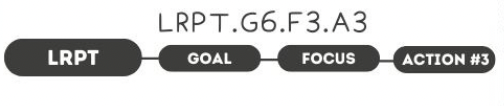 LRPT.G6.F3.A3
LRPT GOAL FOCUS ACTION #3